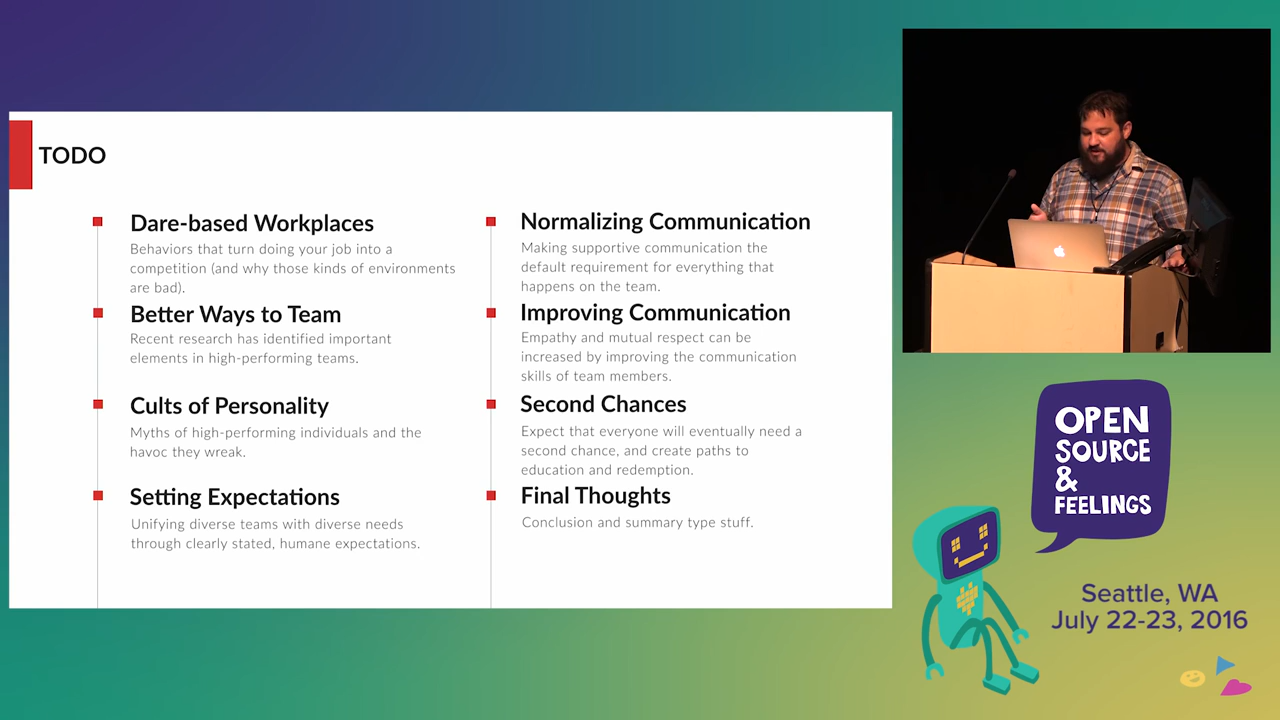 TODO
Dare-based Workplaces
Behaviors that turn doing your job into a
competition (and why those kinds of environments
are bad).
Better Ways to Team
Recent research has identified important
elements in high-performing teams.
Cults of Personality
Myths of high-performing individuals and the
havoc they wreak.
Setting Expectations
Unifying diverse teams with diverse needs
through clearly stated, humane expectations.
Normalizing Communication
Making supportive communication the
default requirement for everything that
happens on the team.
Improving Communication
Empathy and mutual respect can be
increased by improving the communication
skills of team members.
Second Chances
Expect that everyone will eventually need a
second chance, and create paths to
education and redemption.
Final Thoughts
Conclusion and summary type stuff.
OPEN
SOURCE
&
FEELINGS
Seattle, WA
July 22-23, 2016